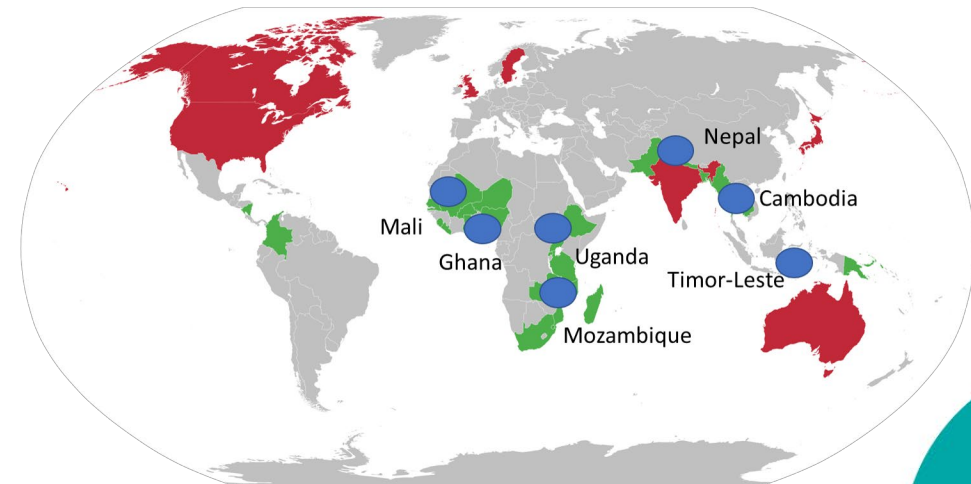 Nepal
Cambodia
Mali
Ghana
Uganda
Timor-Leste
Mozambique